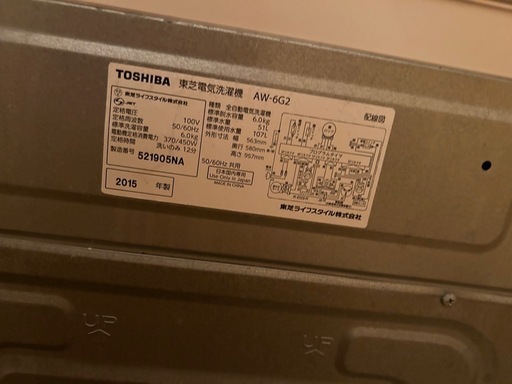 TOSHIBA 東芝電気洗濯機 AW-6G2
東芝ライフスタイル株式会社
JET
定格電圧 100V
定格周波数 50/60Hz
標準洗濯容量 6.0kg
電動機定格消費電力 370/450W
定格時間 洗いのみ 12分
製造番号 521905NA
2015 年製
種類 全自動電気洗濯機
標準脱水容量 6.0kg
標準水量 51L
標準使用水量 107L
外形寸法 幅 563mm
奥行 580mm
高さ 957mm
50/60Hz 共用
日本国内専用
Use Only in Japan
MADE IN CHINA
配線図
東芝ライフスタイル株式会社
UP
UP